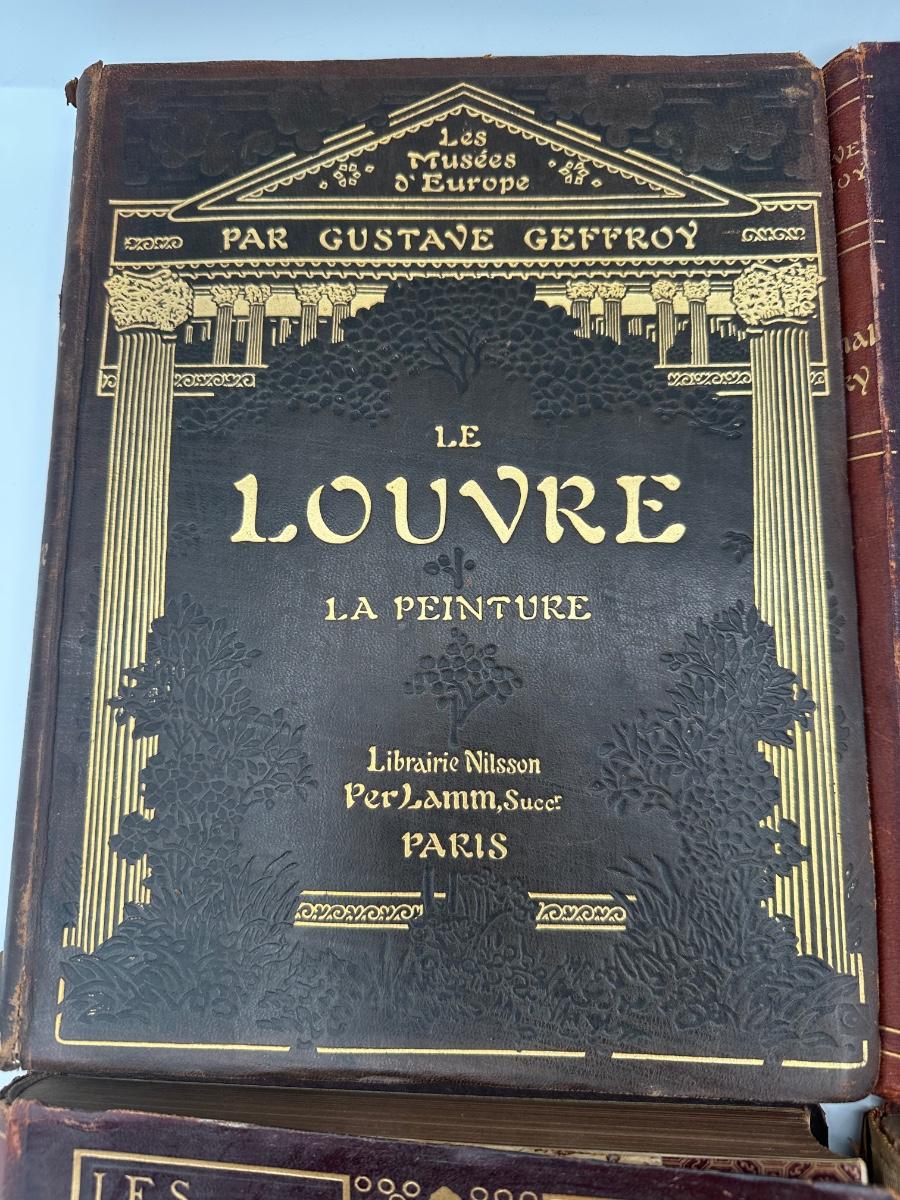 Les
Musées
d'Europe
PAR GUSTAVE GEFFROY
LE
LOUVRE
LA PEINTURE
Librairie Nilsson
Per Lamm, Succr
PARIS
LES